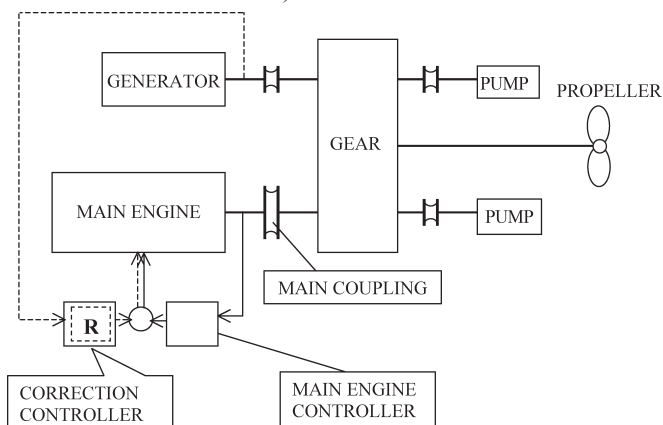 GENERATOR
PUMP
PROPELLER
GEAR
MAIN ENGINE
PUMP
MAIN COUPLING
R
CORRECTION
CONTROLLER
MAIN ENGINE
CONTROLLER